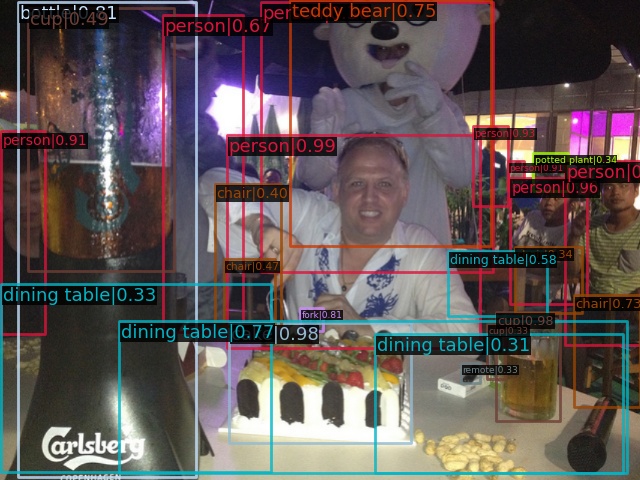 bottle|0.81
cup|0.49
person|0.67
teddy bear|0.75
person|0.91
person|0.99
person|0.93
potted plant|0.34
person|0.91
person|0.96
chair|0.40
chair|0.47
dining table|0.58
chair|0.73
dining table|0.33
fork|0.81
dining table|0.77
|0.98
cup|0.98
cup|0.33
dining table|0.31
remote|0.33
Carlsberg
COPENHAGEN